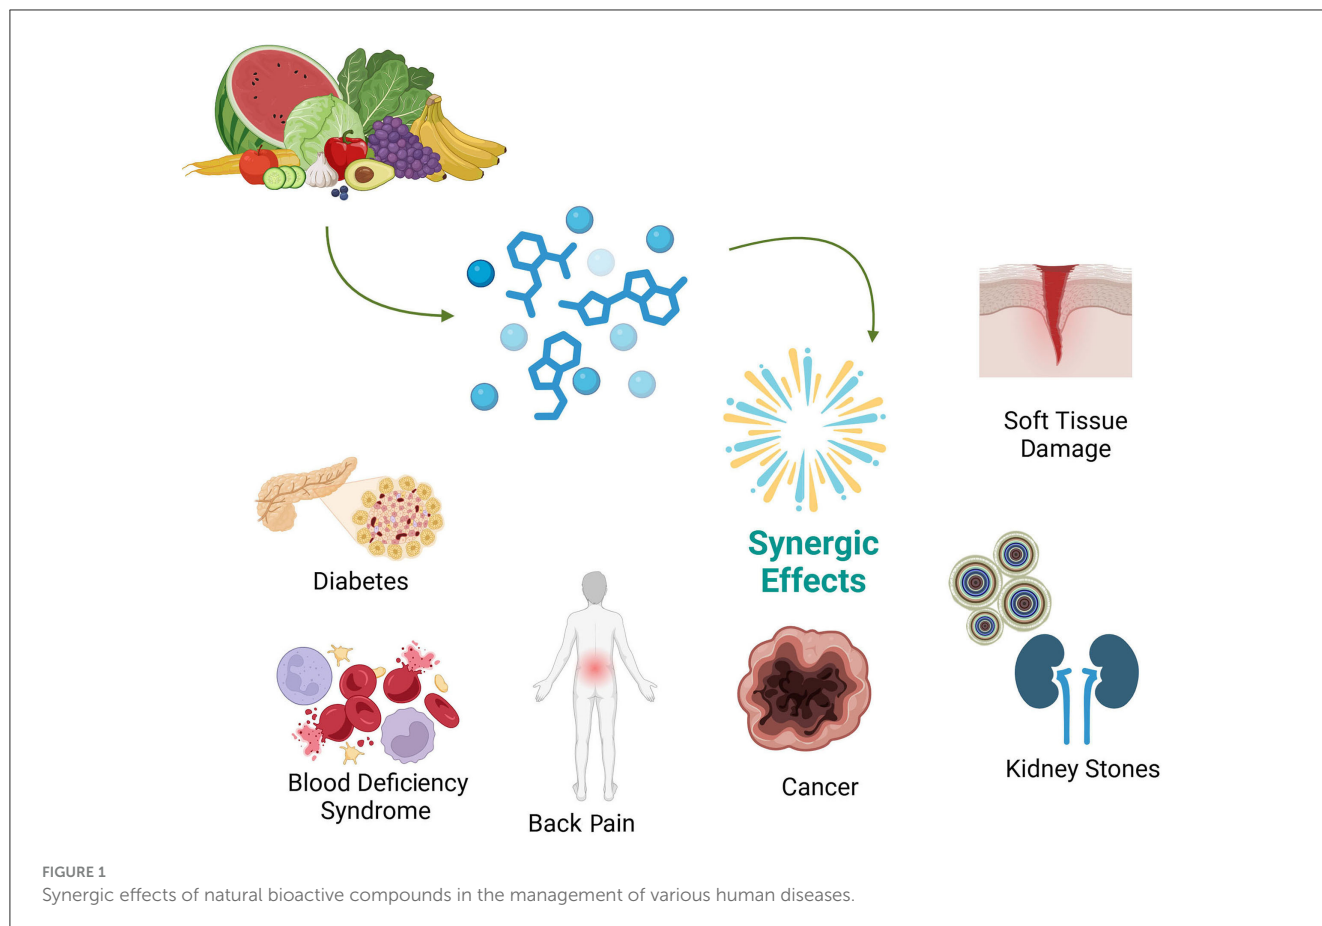 Soft Tissue
Damage
Synergic
Effects
Diabetes
Blood Deficiency
Syndrome
Back Pain
Cancer
Kidney Stones
FIGURE 1
Synergic effects of natural bioactive compounds in the management of various human diseases.